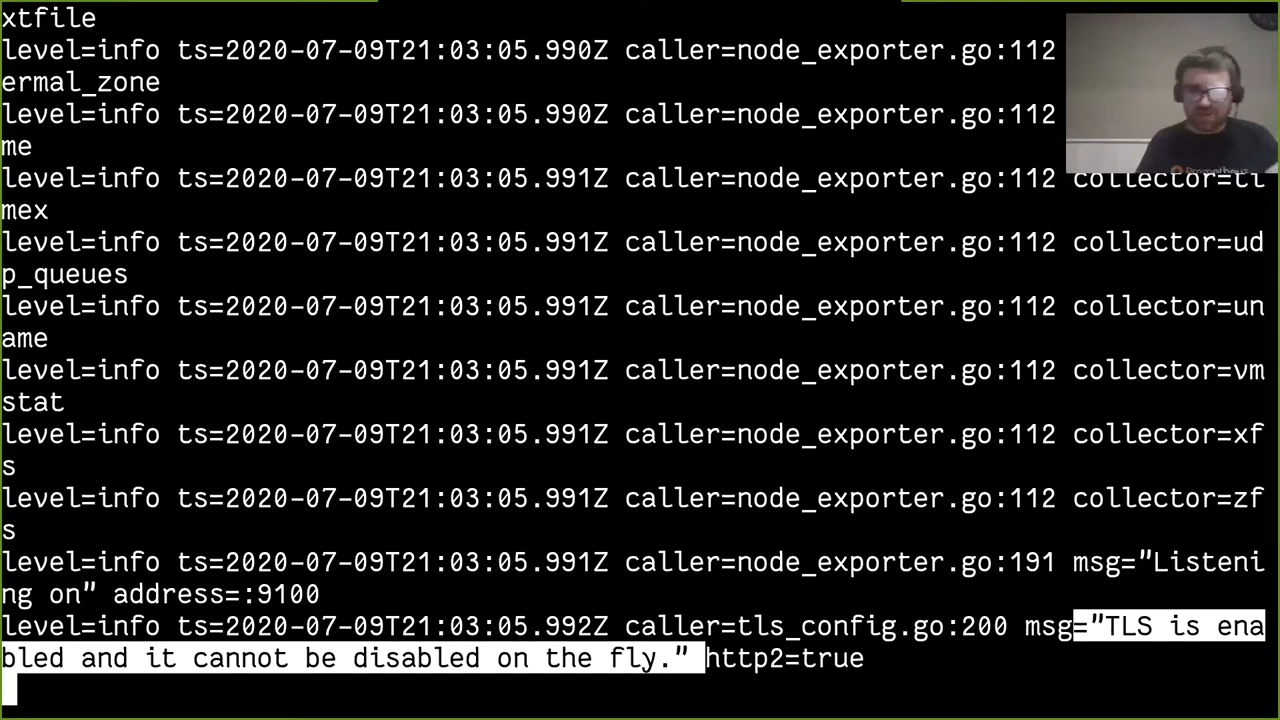 xtfile
level=info ts=2020-07-09T21:03:05.990Z caller=node_exporter.go:112
ermal_zone
level=info ts=2020-07-09T21:03:05.990Z caller=node_exporter.go:112
me
level=info ts=2020-07-09T21:03:05.991Z caller=node_exporter.go:112 collector=ti
mex
level=info ts=2020-07-09T21:03:05.991Z caller=node_exporter.go:112 collector=ud
p_queues
level=info ts=2020-07-09T21:03:05.991Z caller=node_exporter.go:112 collector=un
ame
level=info ts=2020-07-09T21:03:05.991Z caller=node_exporter.go:112 collector=vm
stat
level=info ts=2020-07-09T21:03:05.991Z caller=node_exporter.go:112 collector=xf
s
level=info ts=2020-07-09T21:03:05.991Z caller=node_exporter.go:112 collector=zf
s
level=info ts=2020-07-09T21:03:05.991Z caller=node_exporter.go:191 msg="Listeni
ng on" address=:9100
level=info ts=2020-07-09T21:03:05.992Z caller=tls_config.go:200 msg="TLS is ena
bled and it cannot be disabled on the fly." http2=true